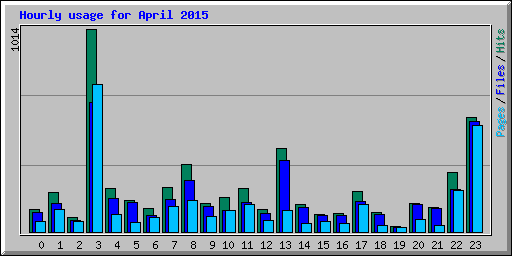 Hourly usage for April 2015
1014
Pages / Files / Hits
0 1 2 3 4 5 6 7 8 9 10 11 12 13 14 15 16 17 18 19 20 21 22 23